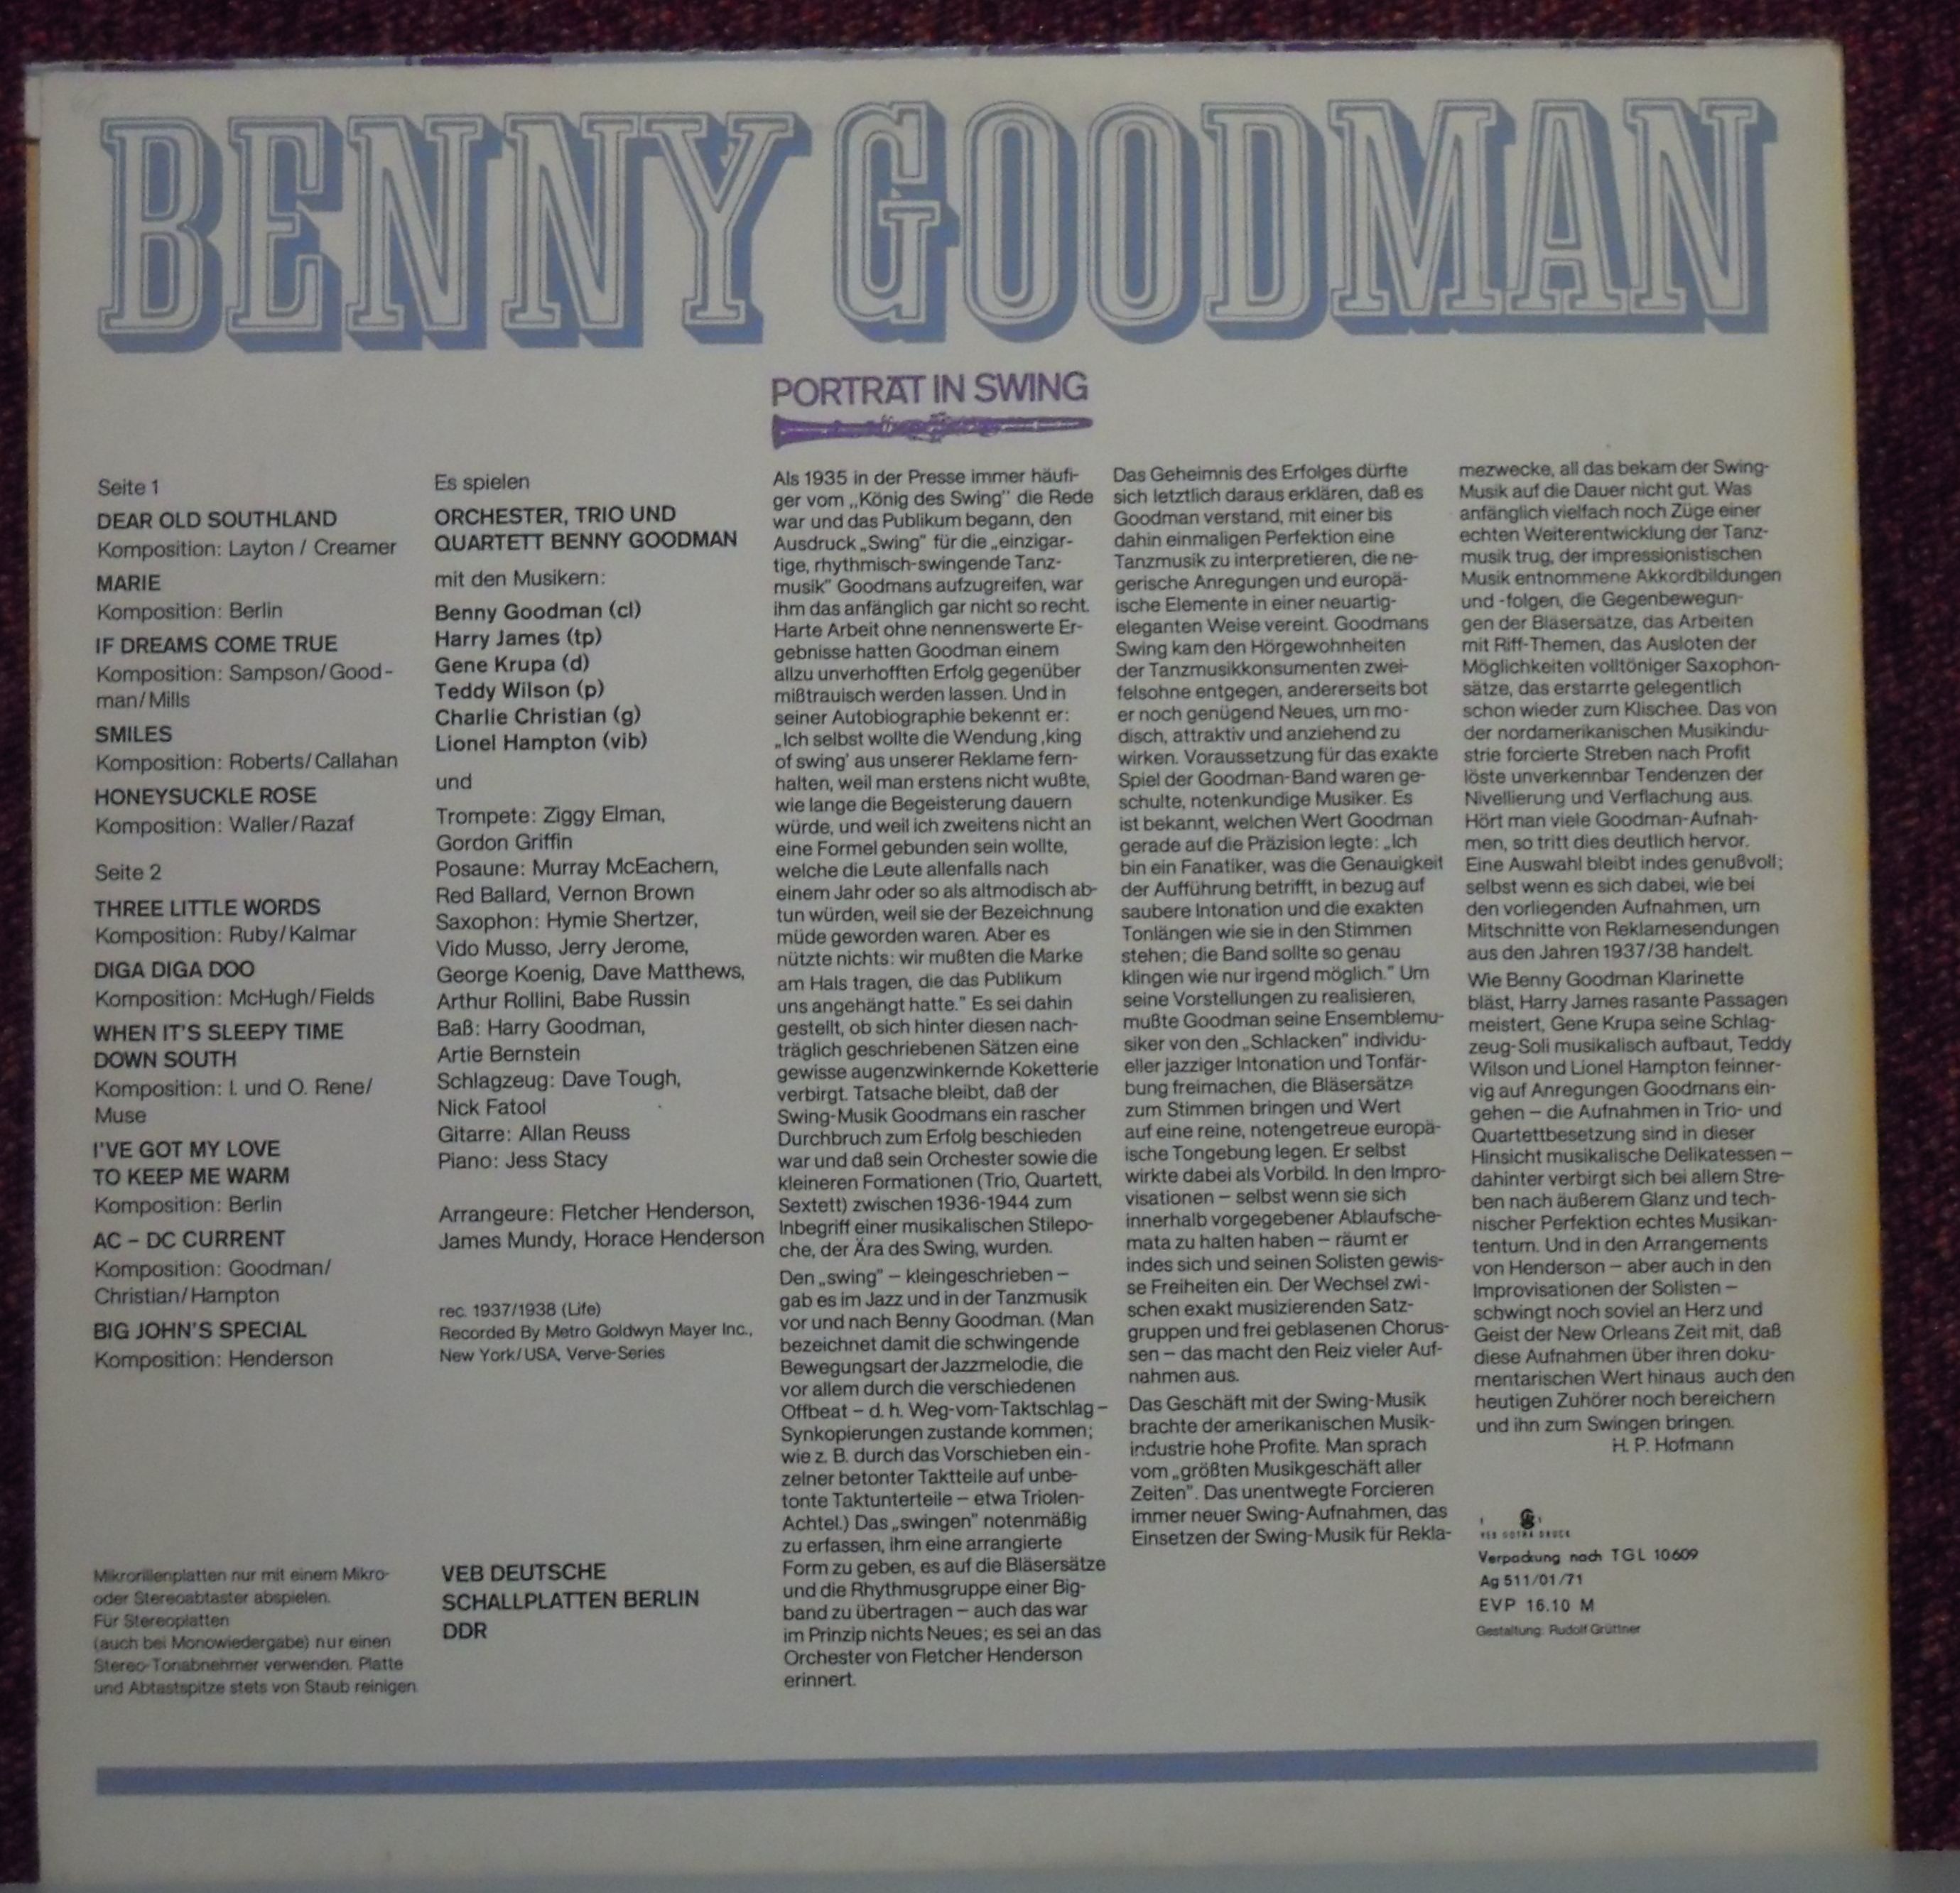 BENNY GOODMAN
PORTRÄT IN SWING
Seite 1
DEAR OLD SOUTHLAND
Komposition: Layton / Creamer
MARIE
Komposition: Berlin
IF DREAMS COME TRUE
Komposition: Sampson/Good-
man/Mills
SMILES
Komposition: Roberts/Callahan
HONEYSUCKLE ROSE
Komposition: Waller/Razaf
Seite 2
THREE LITTLE WORDS
Komposition: Ruby/Kalmar
DIGA DIGA DOO
Komposition: McHugh/Fields
WHEN IT'S SLEEPY TIME
DOWN SOUTH
Komposition: I. und O. Rene/
Muse
I'VE GOT MY LOVE
TO KEEP ME WARM
Komposition: Berlin
AC – DC CURRENT
Komposition: Goodman/
Christian/Hampton
BIG JOHN'S SPECIAL
Komposition: Henderson
Mikrorillenplatten nur mit einem Mikro-
oder Stereoabtaster abspielen.
Für Stereoplatten
(auch bei Monowiedergabe) nur einen
Stereo-Tonabnehmer verwenden. Platte
und Abtastspitze stets von Staub reinigen.
Es spielen
ORCHESTER, TRIO UND
QUARTETT BENNY GOODMAN
mit den Musikern:
Benny Goodman (cl)
Harry James (tp)
Gene Krupa (d)
Teddy Wilson (p)
Charlie Christian (g)
Lionel Hampton (vib)
und
Trompete: Ziggy Elman,
Gordon Griffin
Posaune: Murray McEachern,
Red Ballard, Vernon Brown
Saxophon: Hymie Shertzer,
Vido Musso, Jerry Jerome,
George Koenig, Dave Matthews,
Arthur Rollini, Babe Russin
Baß: Harry Goodman,
Artie Bernstein
Schlagzeug: Dave Tough,
Nick Fatool
Gitarre: Allan Reuss
Piano: Jess Stacy
Arrangeure: Fletcher Henderson,
James Mundy, Horace Henderson
rec. 1937/1938 (Life)
Recorded By Metro Goldwyn Mayer Inc.,
New York/USA, Verve-Series
VEB DEUTSCHE
SCHALLPLATTEN BERLIN
DDR
Als 1935 in der Presse immer häufi-
ger vom „König des Swing" die Rede
war und das Publikum begann, den
Ausdruck „Swing" für die „einzigar-
tige, rhythmisch-swingende Tanz-
musik" Goodmans aufzugreifen, war
ihm das anfänglich gar nicht so recht.
Harte Arbeit ohne nennenswerte Er-
gebnisse hatten Goodman einem
allzu unverhofften Erfolg gegenüber
mißtrauisch werden lassen. Und in
seiner Autobiographie bekennt er:
„Ich selbst wollte die Wendung ‚king
of swing' aus unserer Reklame fern-
halten, weil man erstens nicht wußte,
wie lange die Begeisterung dauern
würde, und weil ich zweitens nicht an
eine Formel gebunden sein wollte,
welche die Leute allenfalls nach
einem Jahr oder so als altmodisch ab-
tun würden, weil sie der Bezeichnung
müde geworden waren. Aber es
nützte nichts: wir mußten die Marke
am Hals tragen, die das Publikum
uns angehängt hatte." Es sei dahin
gestellt, ob sich hinter diesen nach-
träglich geschriebenen Sätzen eine
gewisse augenzwinkernde Koketterie
verbirgt. Tatsache bleibt, daß der
Swing-Musik Goodmans ein rascher
Durchbruch zum Erfolg beschieden
war und daß sein Orchester sowie die
kleineren Formationen (Trio, Quartett,
Sextett) zwischen 1936-1944 zum
Inbegriff einer musikalischen Stilepo-
che, der Ära des Swing, wurden.
Den „swing" – kleingeschrieben –
gab es im Jazz und in der Tanzmusik
vor und nach Benny Goodman. (Man
bezeichnet damit die schwingende
Bewegungsart der Jazzmelodie, die
vor allem durch die verschiedenen
Offbeat – d. h. Weg-vom-Taktschlag –
Synkopierungen zustande kommen;
wie z. B. durch das Vorschieben ein-
zelner betonter Taktteile auf unbe-
tonte Taktunterteile – etwa Triolen-
Achtel.) Das „swingen" notenmäßig
zu erfassen, ihm eine arrangierte
Form zu geben, es auf die Bläsersätze
und die Rhythmusgruppe einer Big-
band zu übertragen – auch das war
im Prinzip nichts Neues; es sei an das
Orchester von Fletcher Henderson
erinnert.
Das Geheimnis des Erfolges dürfte
sich letztlich daraus erklären, daß es
Goodman verstand, mit einer bis
dahin einmaligen Perfektion eine
Tanzmusik zu interpretieren, die ne-
gerische Anregungen und europä-
ische Elemente in einer neuartig-
eleganten Weise vereint. Goodmans
Swing kam den Hörgewohnheiten
der Tanzmusikkonsumenten zwei-
felsohne entgegen, andererseits bot
er noch genügend Neues, um mo-
disch, attraktiv und anziehend zu
wirken. Voraussetzung für das exakte
Spiel der Goodman-Band waren ge-
schulte, notenkundige Musiker. Es
ist bekannt, welchen Wert Goodman
gerade auf die Präzision legte: „Ich
bin ein Fanatiker, was die Genauigkeit
der Aufführung betrifft, in bezug auf
saubere Intonation und die exakten
Tonlängen wie sie in den Stimmen
stehen; die Band sollte so genau
klingen wie nur irgend möglich." Um
seine Vorstellungen zu realisieren,
mußte Goodman seine Ensemblemu-
siker von den „Schlacken" individu-
eller jazziger Intonation und Tonfär-
bung freimachen, die Bläsersätze
zum Stimmen bringen und Wert
auf eine reine, notengetreue europä-
ische Tongebung legen. Er selbst
wirkte dabei als Vorbild. In den Impro-
visationen – selbst wenn sie sich
innerhalb vorgegebener Ablaufsche-
mata zu halten haben – räumt er
indes sich und seinen Solisten gewis-
se Freiheiten ein. Der Wechsel zwi-
schen exakt musizierenden Satz-
gruppen und frei geblasenen Chorus-
sen – das macht den Reiz vieler Auf-
nahmen aus.
Das Geschäft mit der Swing-Musik
brachte der amerikanischen Musik-
industrie hohe Profite. Man sprach
vom „größten Musikgeschäft aller
Zeiten". Das unentwegte Forcieren
immer neuer Swing-Aufnahmen, das
Einsetzen der Swing-Musik für Rekla-
mezwecke, all das bekam der Swing-
Musik auf die Dauer nicht gut. Was
anfänglich vielfach noch Züge einer
echten Weiterentwicklung der Tanz-
musik trug, der impressionistischen
Musik entnommene Akkordbildungen
und -folgen, die Gegenbewegun-
gen der Bläsersätze, das Arbeiten
mit Riff-Themen, das Ausloten der
Möglichkeiten volltöniger Saxophon-
sätze, das erstarrte gelegentlich
schon wieder zum Klischee. Das von
der nordamerikanischen Musikindu-
strie forcierte Streben nach Profit
löste unverkennbar Tendenzen der
Nivellierung und Verflachung aus.
Hört man viele Goodman-Aufnah-
men, so tritt dies deutlich hervor.
Eine Auswahl bleibt indes genußvoll;
selbst wenn es sich dabei, wie bei
den vorliegenden Aufnahmen, um
Mitschnitte von Reklamesendungen
aus den Jahren 1937/38 handelt.
Wie Benny Goodman Klarinette
bläst, Harry James rasante Passagen
meistert, Gene Krupa seine Schlag-
zeug-Soli musikalisch aufbaut, Teddy
Wilson und Lionel Hampton feinner-
vig auf Anregungen Goodmans ein-
gehen – die Aufnahmen in Trio- und
Quartettbesetzung sind in dieser
Hinsicht musikalische Delikatessen –
dahinter verbirgt sich bei allem Stre-
ben nach äußerem Glanz und tech-
nischer Perfektion echtes Musikan-
tentum. Und in den Arrangements
von Henderson – aber auch in den
Improvisationen der Solisten –
schwingt noch soviel an Herz und
Geist der New Orleans Zeit mit, daß
diese Aufnahmen über ihren doku-
mentarischen Wert hinaus auch den
heutigen Zuhörer noch bereichern
und ihn zum Swingen bringen.
H. P. Hofmann
VEB GOTHA DRUCK
Verpackung nach TGL 10609
Ag 511/01/71
EVP 16.10 M
Gestaltung: Rudolf Grüttner